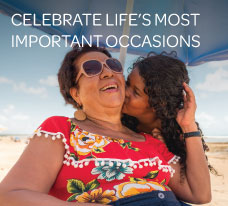 CELEBRATE LIFE'S MOST
IMPORTANT OCCASIONS